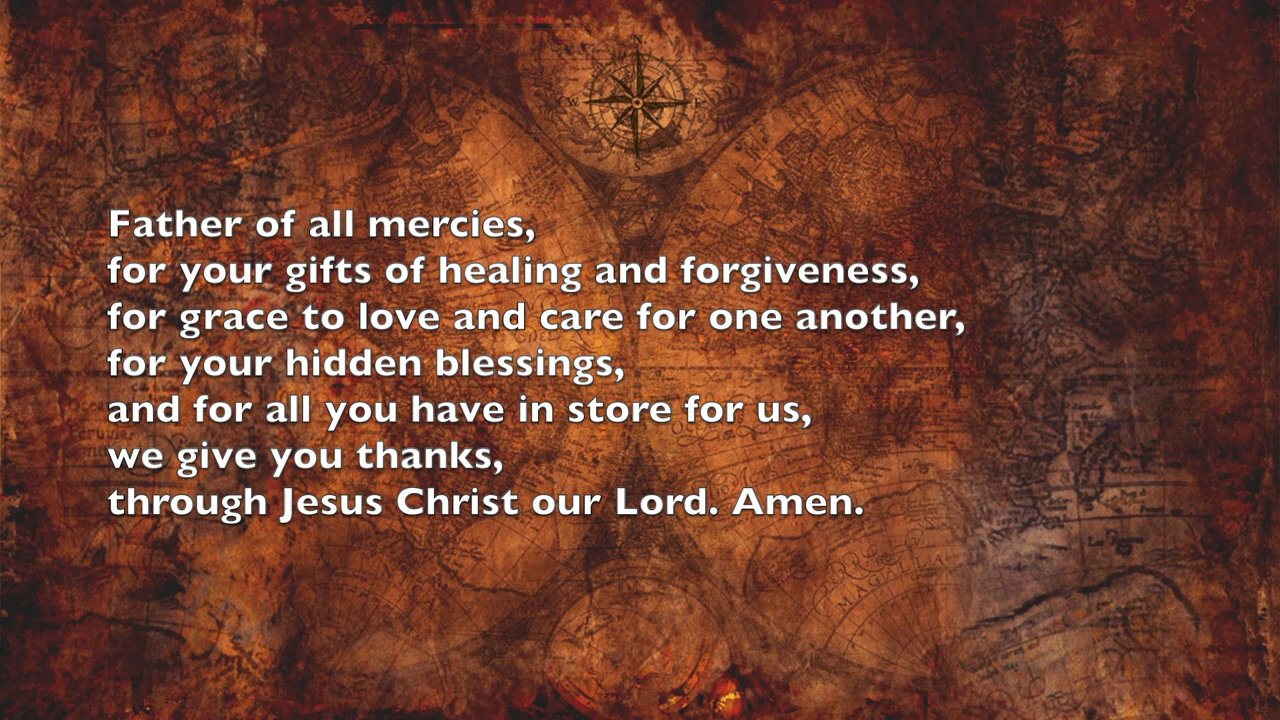 N
W
E
S
Father of all mercies,
for your gifts of healing and forgiveness,
for grace to love and care for one another,
for your hidden blessings,
and for all you have in store for us,
we give you thanks,
through Jesus Christ our Lord. Amen.